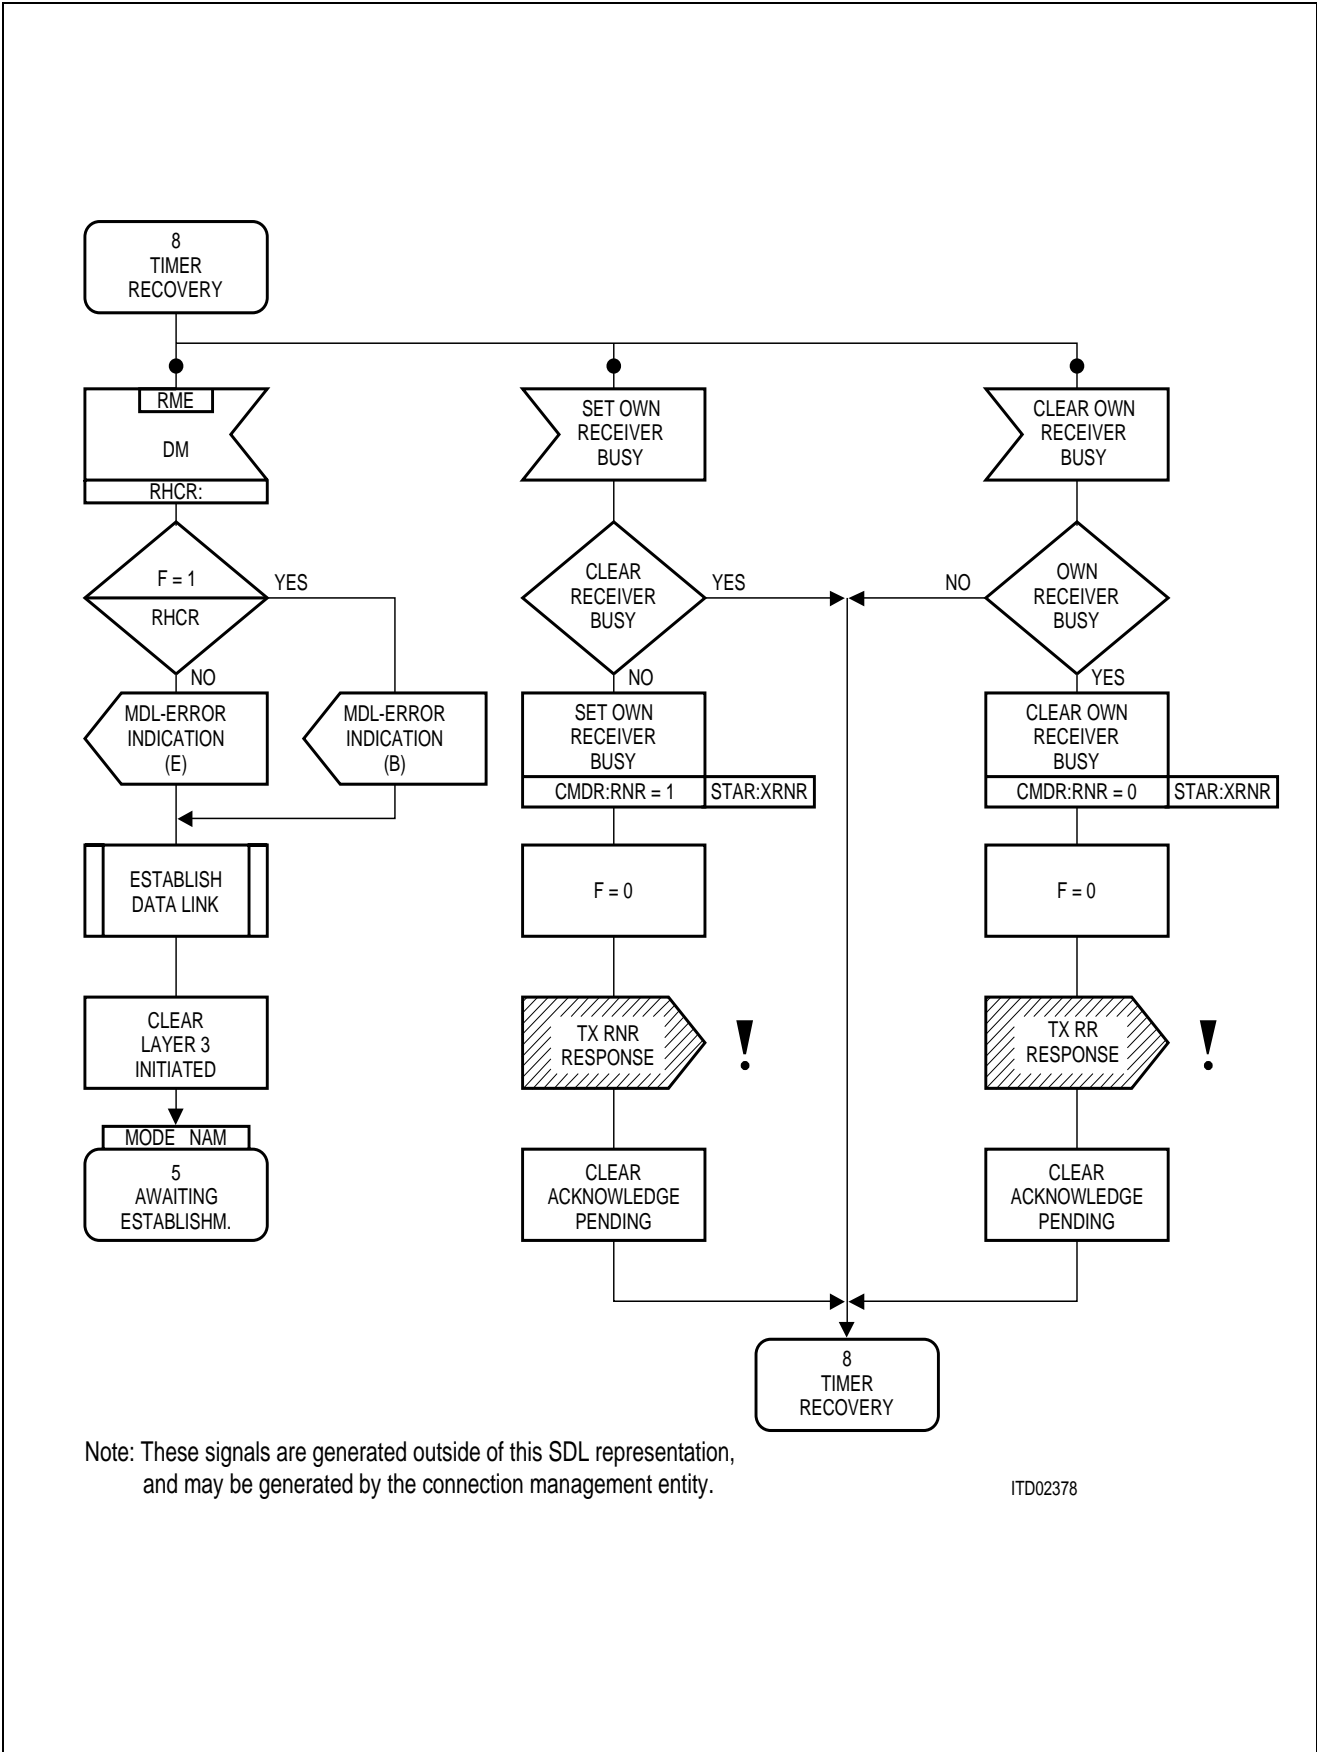 8
TIMER
RECOVERY
RME
DM
RHCR:
F = 1
RHCR
YES
NO
MDL-ERROR
INDICATION
(E)
MDL-ERROR
INDICATION
(B)
ESTABLISH
DATA LINK
CLEAR
LAYER 3
INITIATED
MODE NAM
5
AWAITING
ESTABLISHM.
SET OWN
RECEIVER
BUSY
CLEAR
RECEIVER
BUSY
YES
NO
SET OWN
RECEIVER
BUSY
CMDR:RNR = 1
STAR:XRNR
F = 0
TX RNR
RESPONSE
!
CLEAR
ACKNOWLEDGE
PENDING
CLEAR OWN
RECEIVER
BUSY
OWN
RECEIVER
BUSY
NO
YES
CLEAR OWN
RECEIVER
BUSY
CMDR:RNR = 0
STAR:XRNR
F = 0
TX RR
RESPONSE
!
CLEAR
ACKNOWLEDGE
PENDING
8
TIMER
RECOVERY
Note: These signals are generated outside of this SDL representation,
and may be generated by the connection management entity.
ITD02378